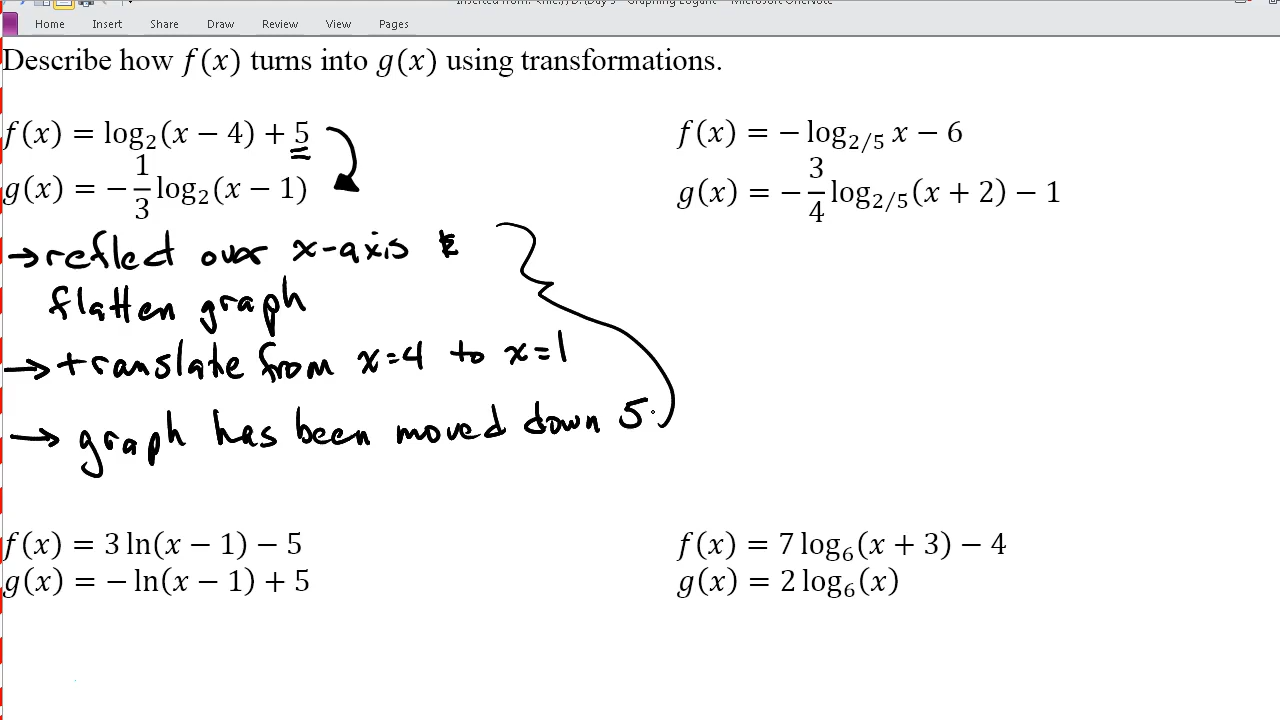 Home Insert Share Draw Review View Pages
Describe how f(x) turns into g(x) using transformations.
f(x) = log₂(x − 4) + 5
g(x) = −1/3 log₂(x − 1)
→ reflect over x-axis &
flatten graph
→ translate from x=4 to x=1
→ graph has been moved down 5.
f(x) = −log₂/₅ x − 6
g(x) = −3/4 log₂/₅(x + 2) − 1
f(x) = 3 ln(x − 1) − 5
g(x) = − ln(x − 1) + 5
f(x) = 7 log₆(x + 3) − 4
g(x) = 2 log₆(x)